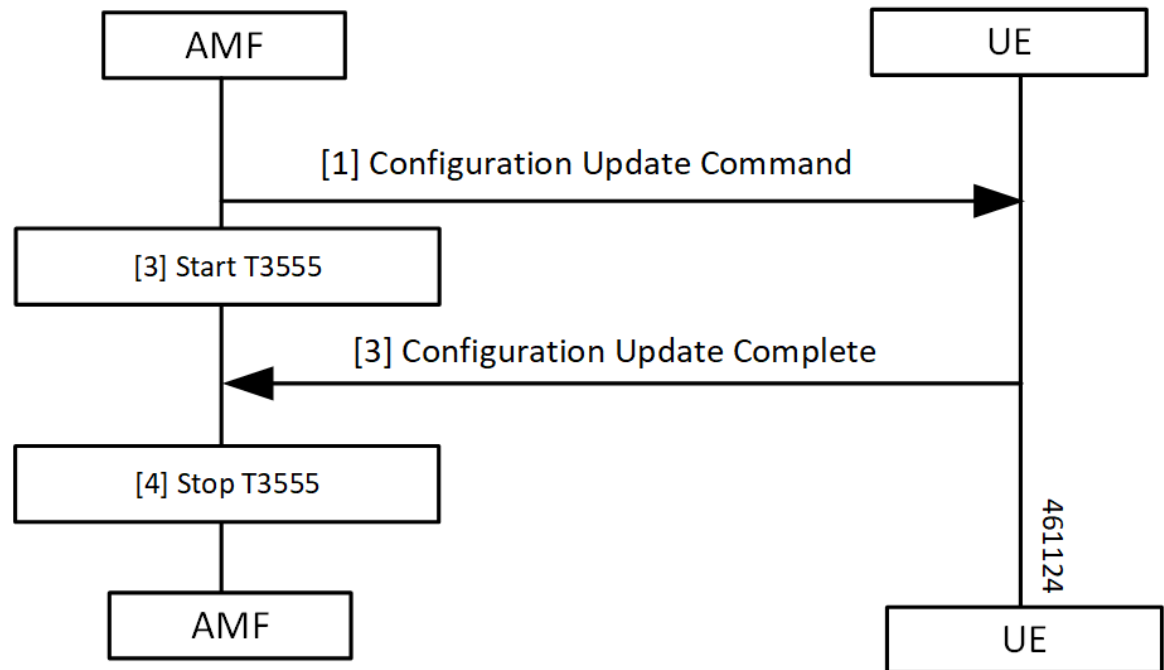 AMF
UE
[1] Configuration Update Command
[3] Start T3555
[3] Configuration Update Complete
[4] Stop T3555
461124
AMF
UE